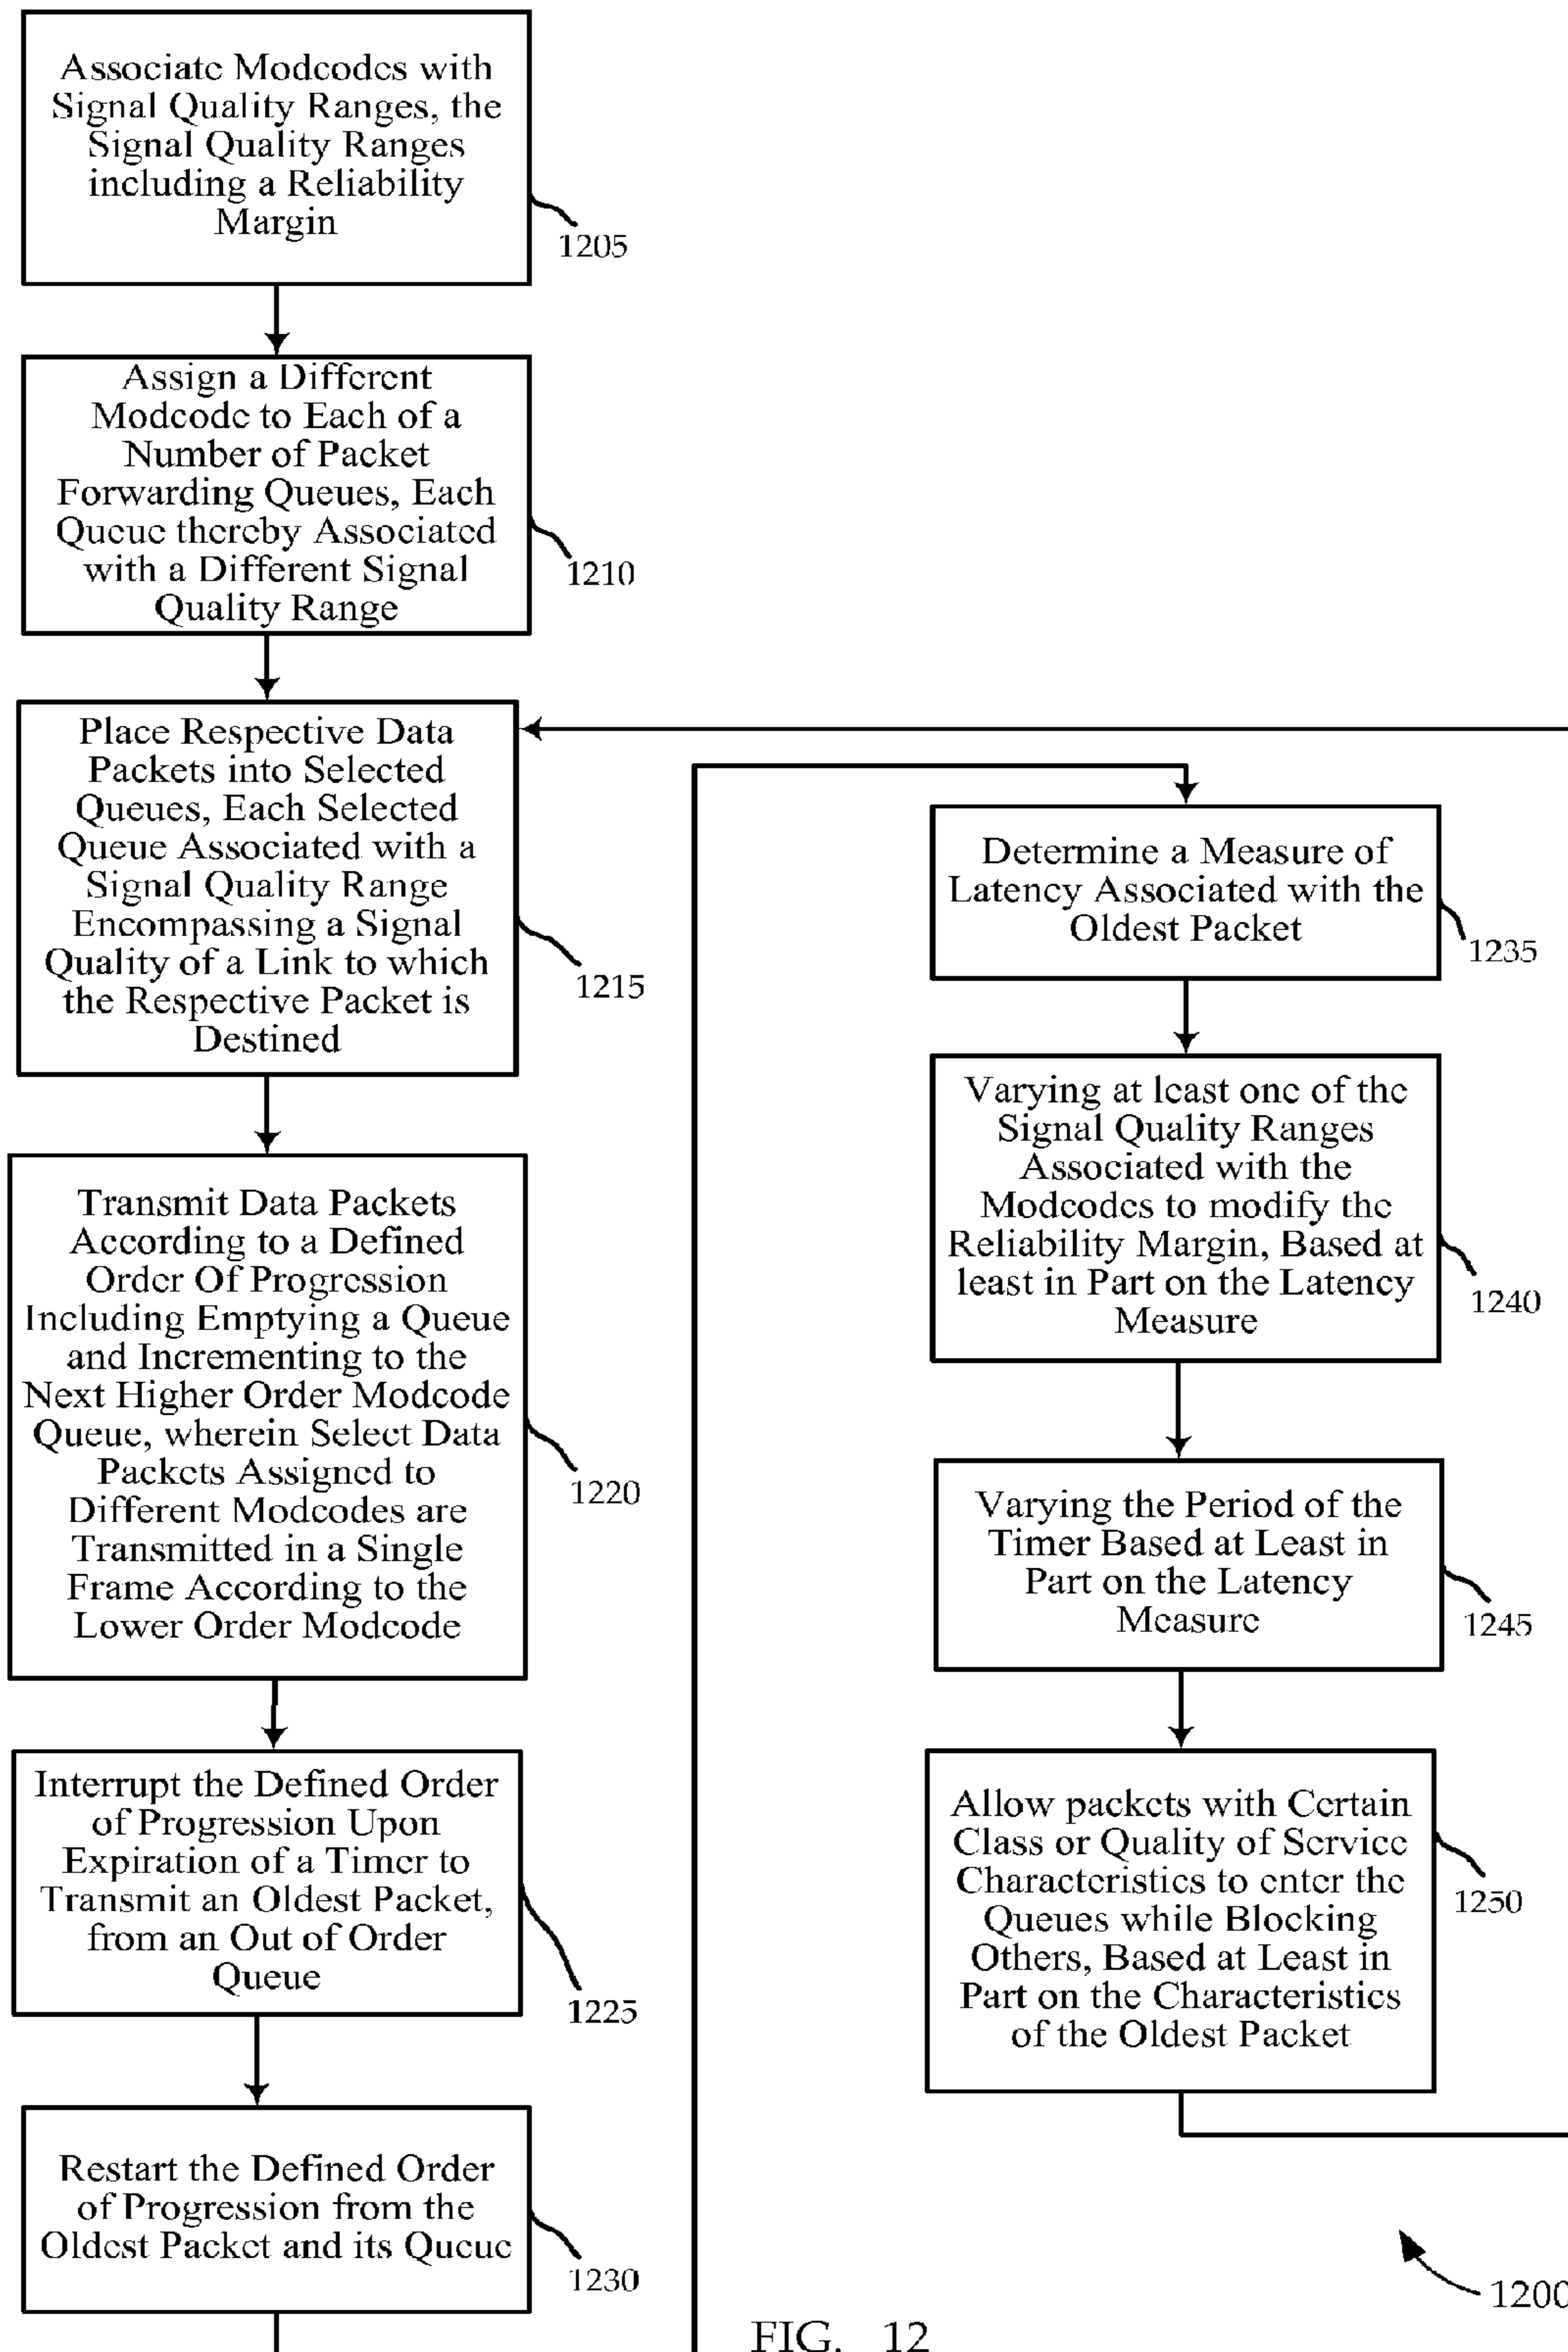 Associate Modcodes with
Signal Quality Ranges, the
Signal Quality Ranges
including a Reliability
Margin
1205
Assign a Different
Modcode to Each of a
Number of Packet
Forwarding Queues, Each
Queue thereby Associated
with a Different Signal
Quality Range
1210
Place Respective Data
Packets into Selected
Queues, Each Selected
Queue Associated with a
Signal Quality Range
Encompassing a Signal
Quality of a Link to which
the Respective Packet is
Destined
1215
Transmit Data Packets
According to a Defined
Order Of Progression
Including Emptying a Queue
and Incrementing to the
Next Higher Order Modcode
Queue, wherein Select Data
Packets Assigned to
Different Modcodes are
Transmitted in a Single
Frame According to the
Lower Order Modcode
1220
Interrupt the Defined Order
of Progression Upon
Expiration of a Timer to
Transmit an Oldest Packet,
from an Out of Order
Queue
1225
Restart the Defined Order
of Progression from the
Oldest Packet and its Queue
1230
Determine a Measure of
Latency Associated with the
Oldest Packet
1235
Varying at least one of the
Signal Quality Ranges
Associated with the
Modcodes to modify the
Reliability Margin, Based at
least in Part on the Latency
Measure
1240
Varying the Period of the
Timer Based at Least in
Part on the Latency
Measure
1245
Allow packets with Certain
Class or Quality of Service
Characteristics to enter the
Queues while Blocking
Others, Based at Least in
Part on the Characteristics
of the Oldest Packet
1250
1200
FIG. 12